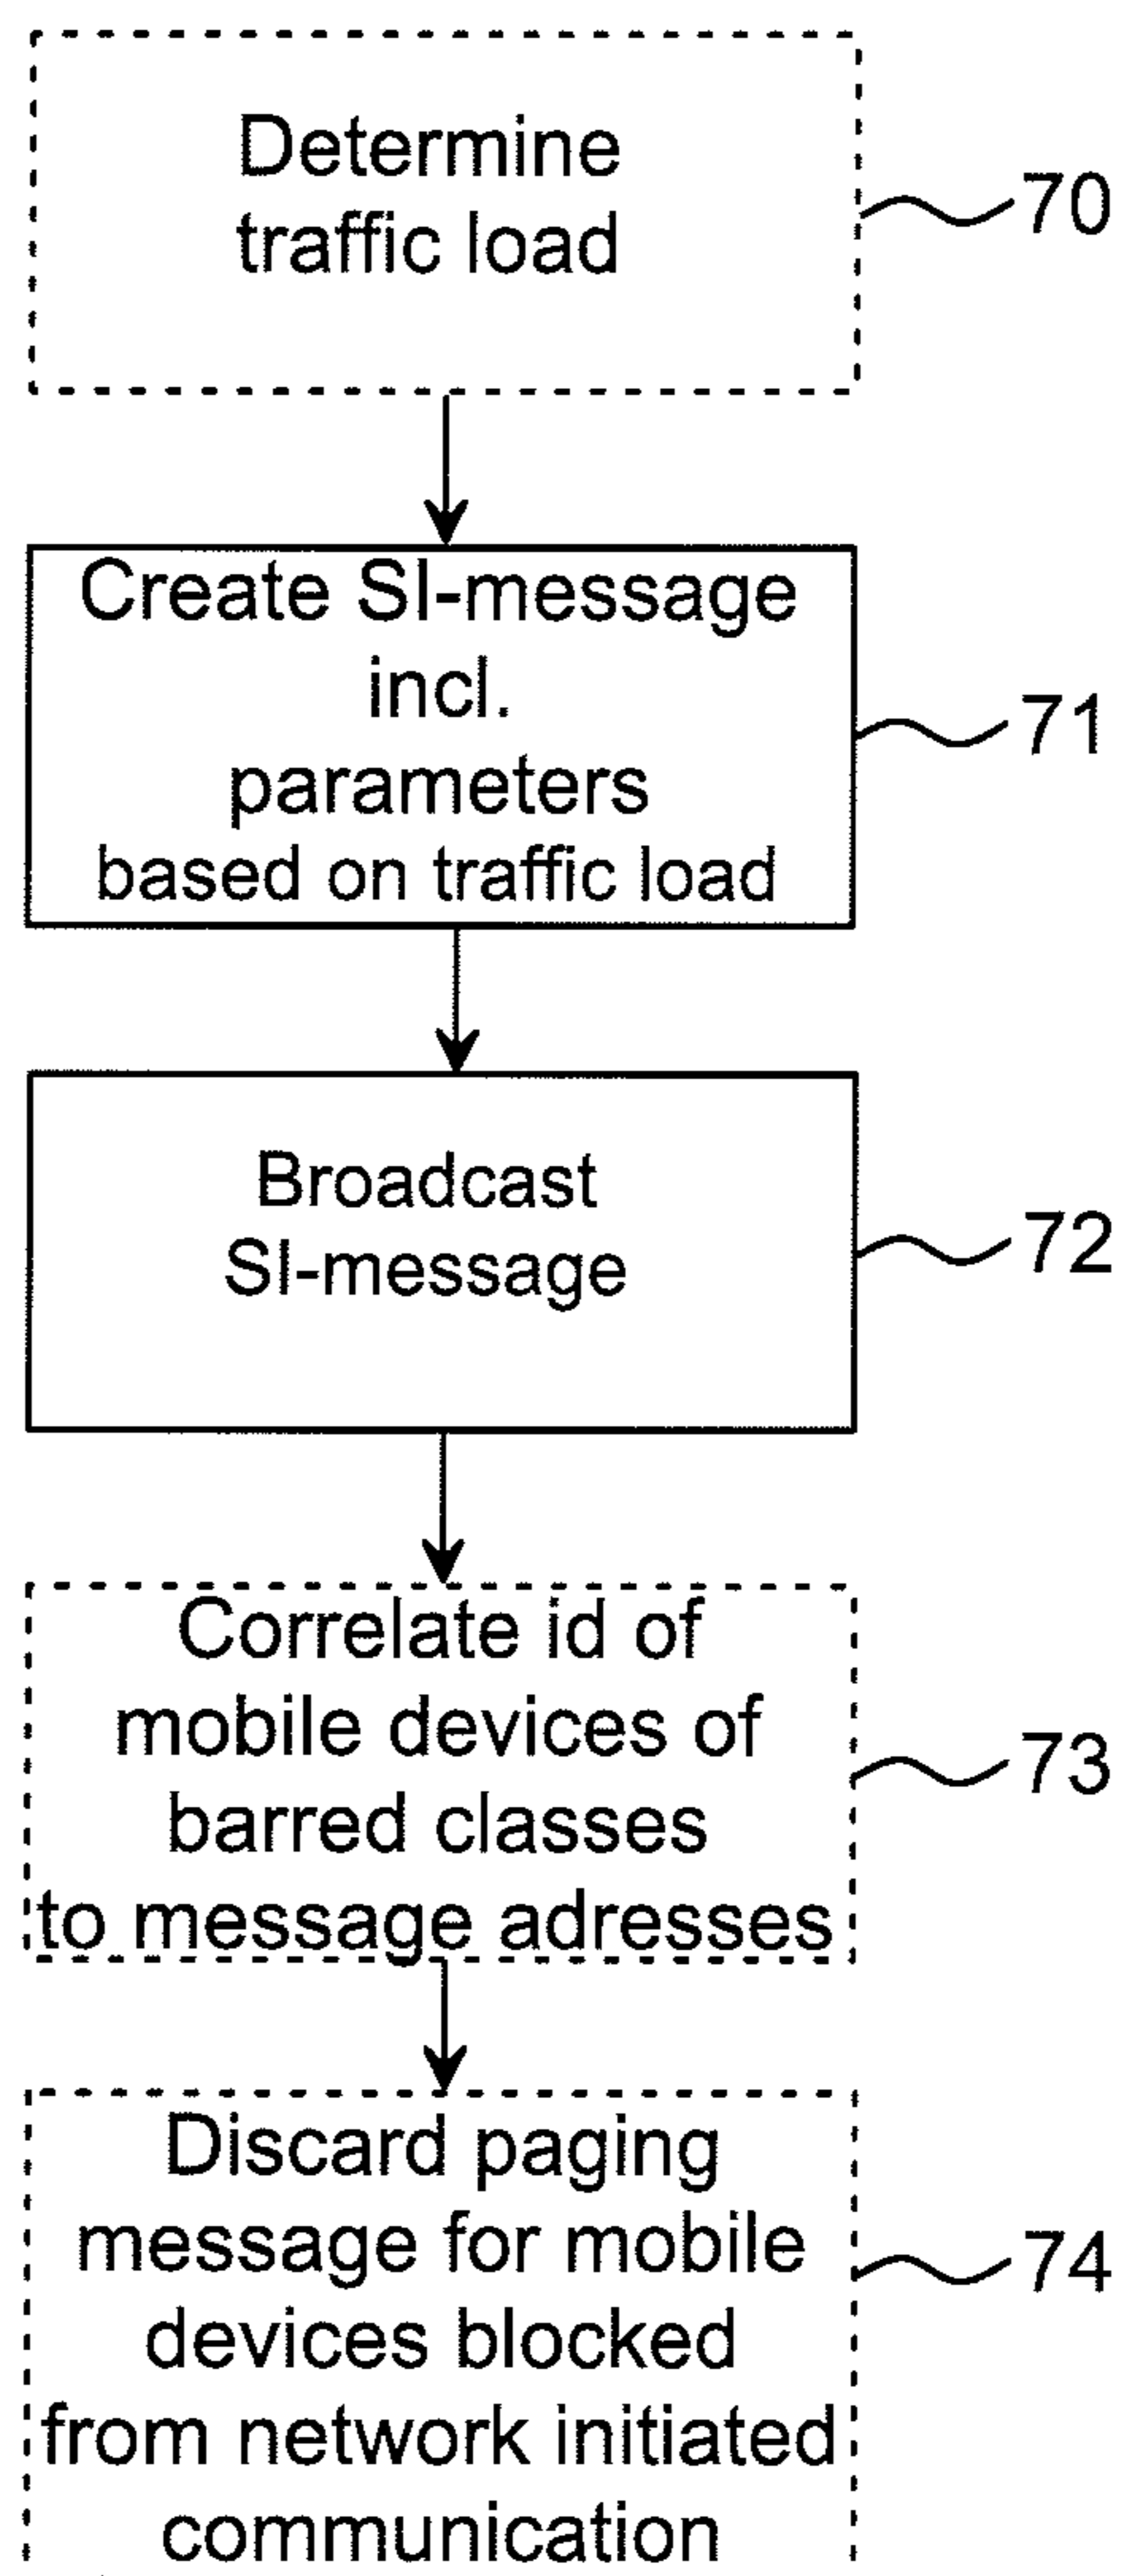 Determine
traffic load
70
Create SI-message
incl.
parameters
based on traffic load
71
Broadcast
SI-message
72
Correlate id of
mobile devices of
barred classes
to message adresses
73
Discard paging
message for mobile
devices blocked
from network initiated
communication
74